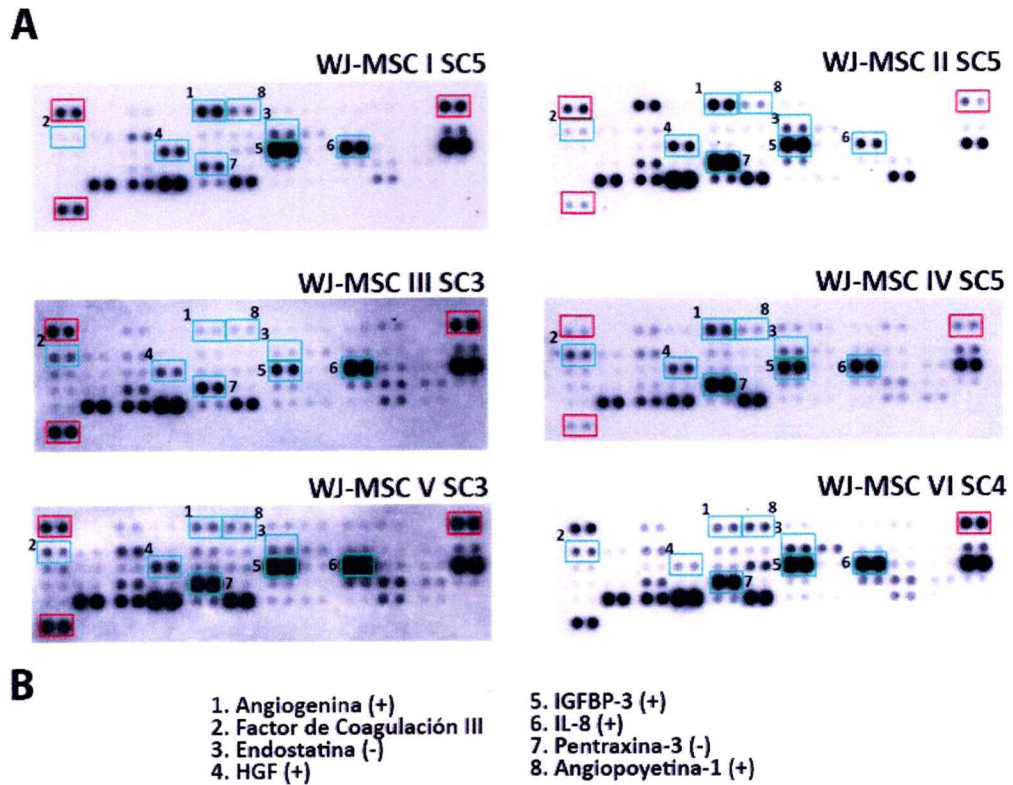 A
WJ-MSC I SC5
1 8
2 3
4
5 6
7
WJ-MSC II SC5
1 8
2 3
4
5 6
7
WJ-MSC III SC3
1 8
2 3
4
5 6
7
WJ-MSC IV SC5
1 8
2 3
4
5 6
7
WJ-MSC V SC3
1 8
2 3
4
5 6
7
WJ-MSC VI SC4
1 8
2 3
4
5 6
7
B
1. Angiogenina (+)
2. Factor de Coagulación III
3. Endostatina (-)
4. HGF (+)
5. IGFBP-3 (+)
6. IL-8 (+)
7. Pentraxina-3 (-)
8. Angiopoyetina-1 (+)